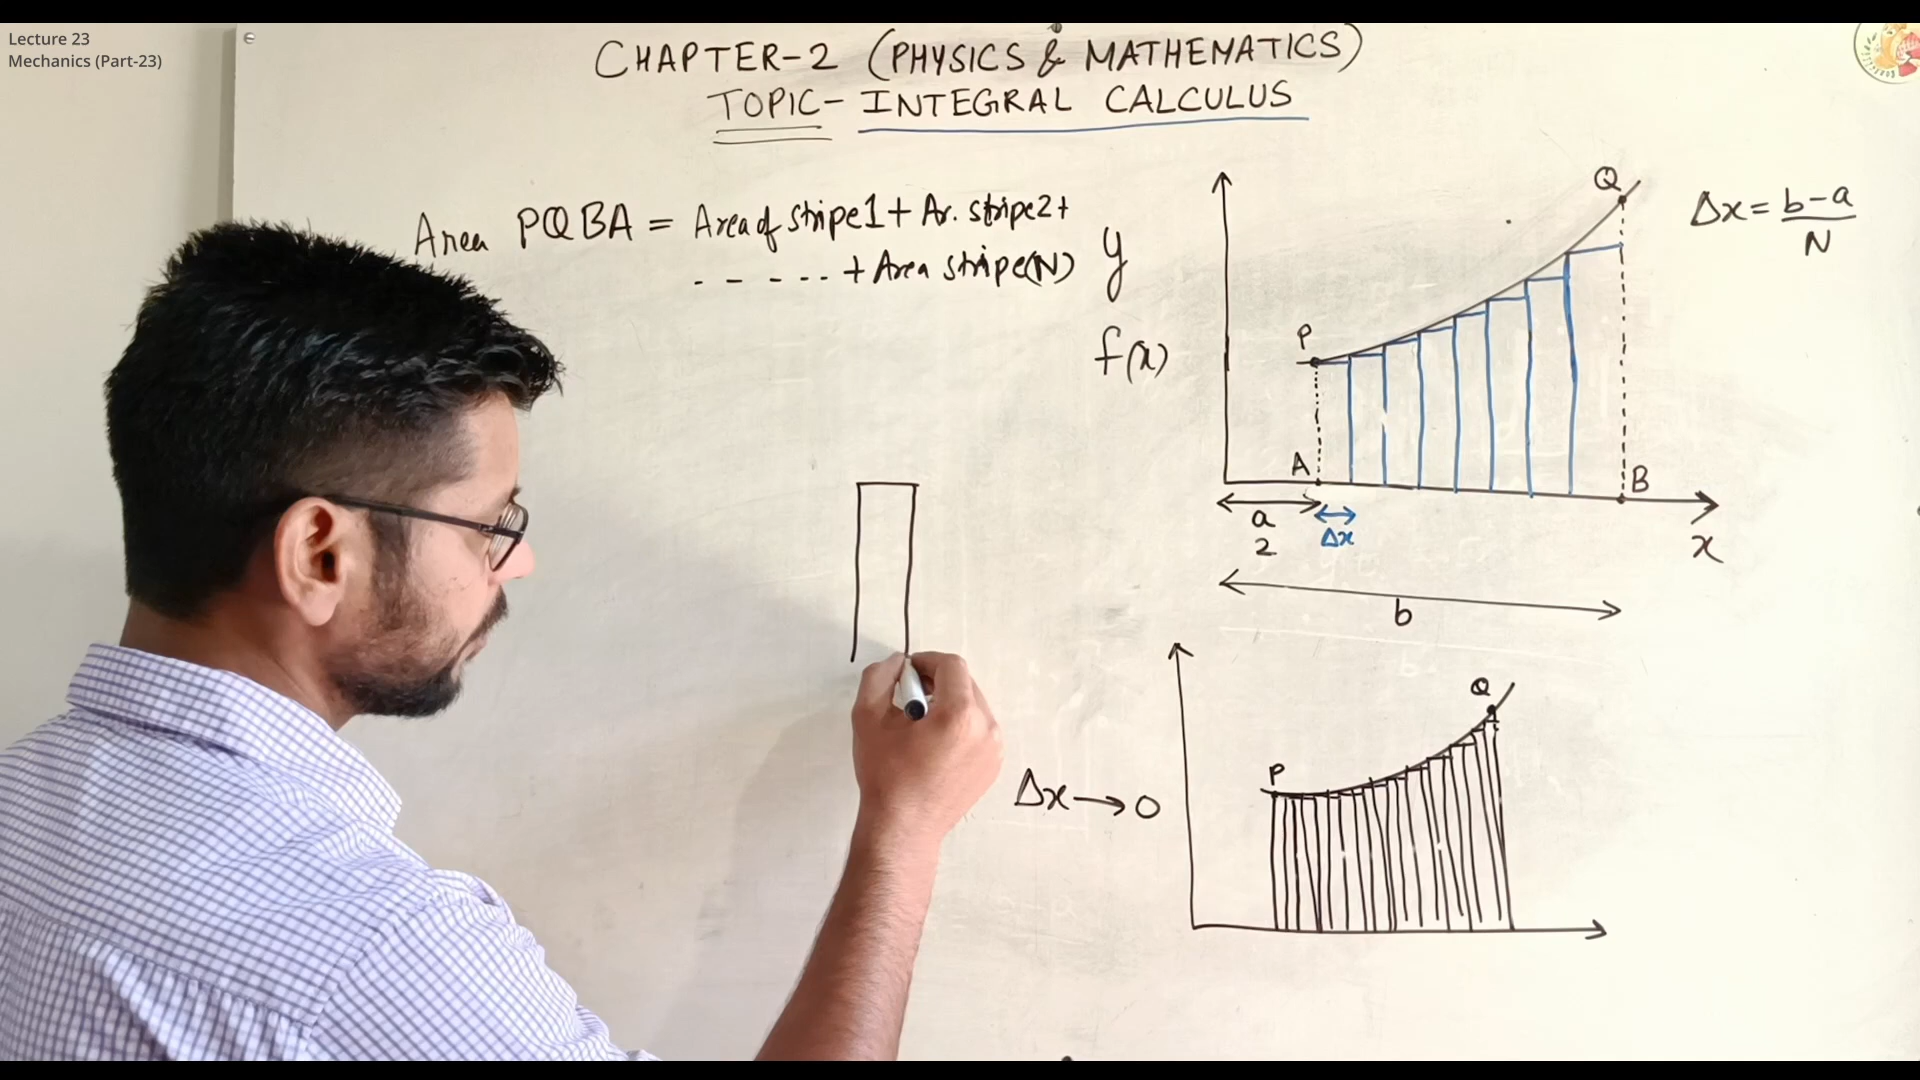 Lecture 23
Mechanics (Part-23)
CHAPTER-2 (PHYSICS & MATHEMATICS)
TOPIC- INTEGRAL CALCULUS
Area PQBA = Area of stripe1 + Ar. stripe2 +
- - - - .. + Area stripe(N)
y
f(x)
Q
P
A
B
Δx = b-a
N
a
2
Δx
x
b
Q
P
Δx → 0